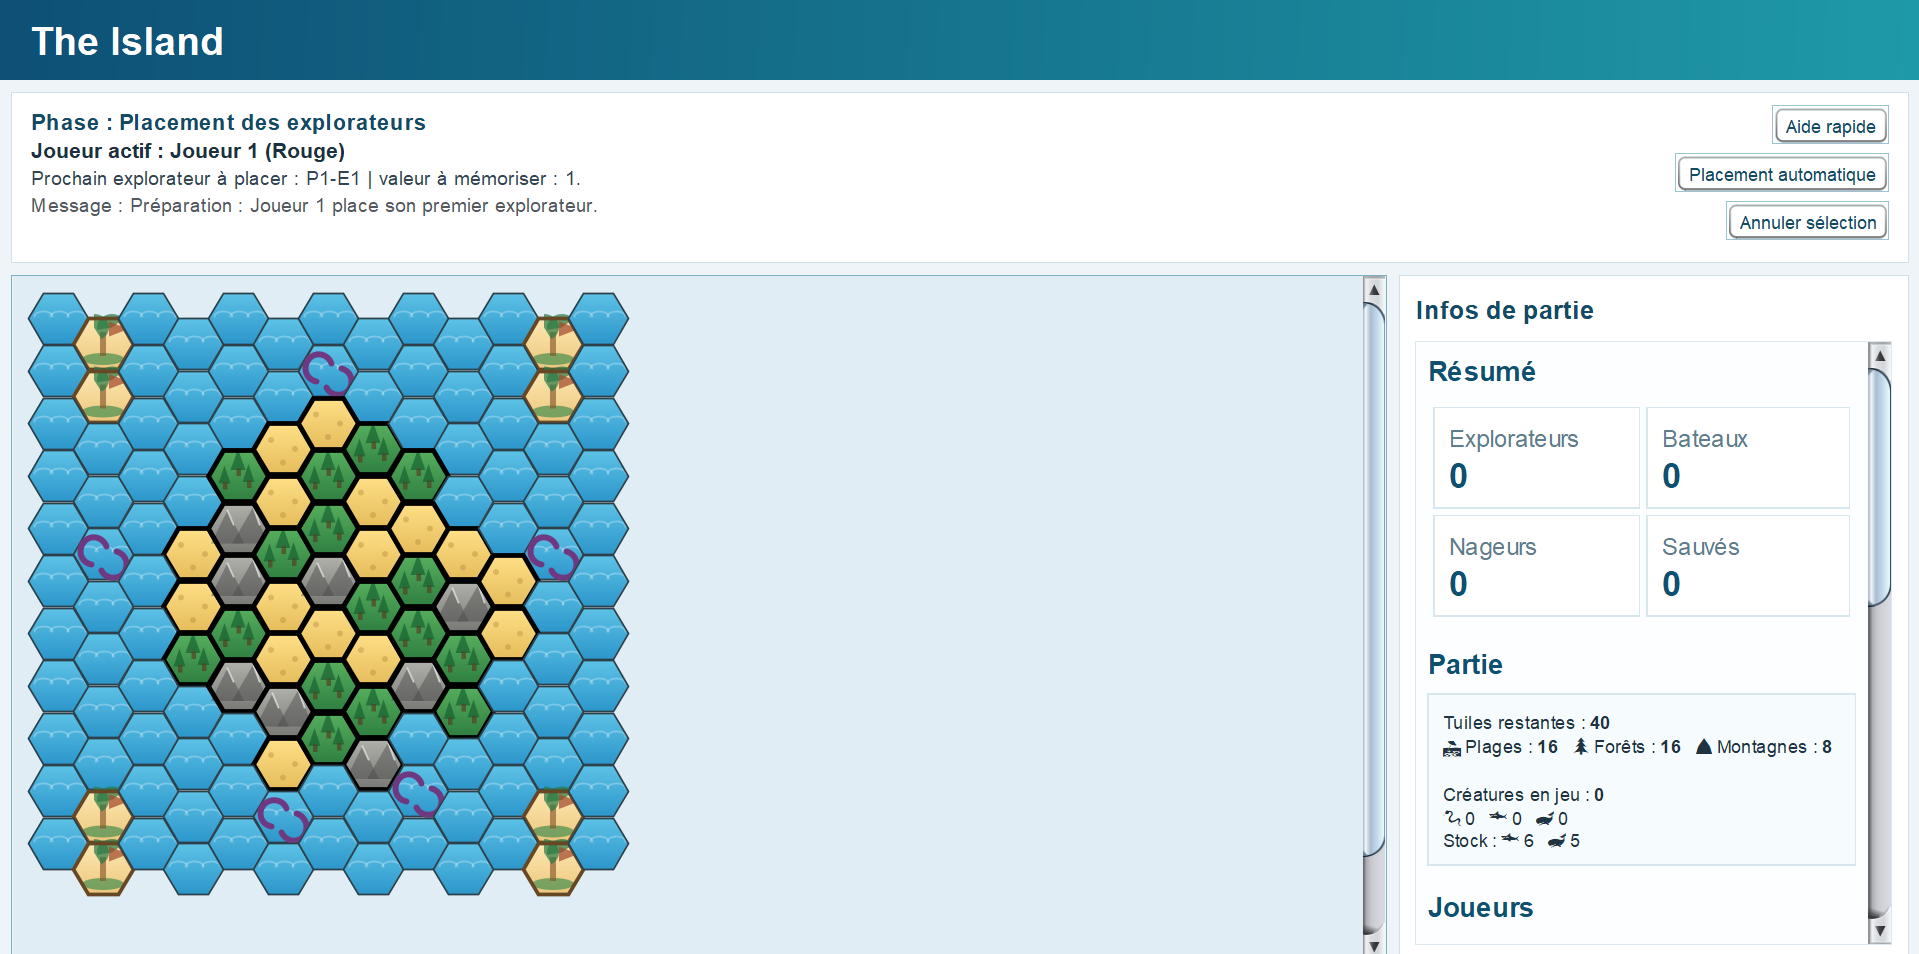 The Island
Phase : Placement des explorateurs
Joueur actif : Joueur 1 (Rouge)
Prochain explorateur à placer : P1-E1 | valeur à mémoriser : 1.
Message : Préparation : Joueur 1 place son premier explorateur.
Aide rapide
Placement automatique
Annuler sélection
Infos de partie
Résumé
Explorateurs
0
Bateaux
0
Nageurs
0
Sauvés
0
Partie
Tuiles restantes : 40
Plages : 16 Forêts : 16 Montagnes : 8
Créatures en jeu : 0
0 0 0
Stock : 6 5
Joueurs